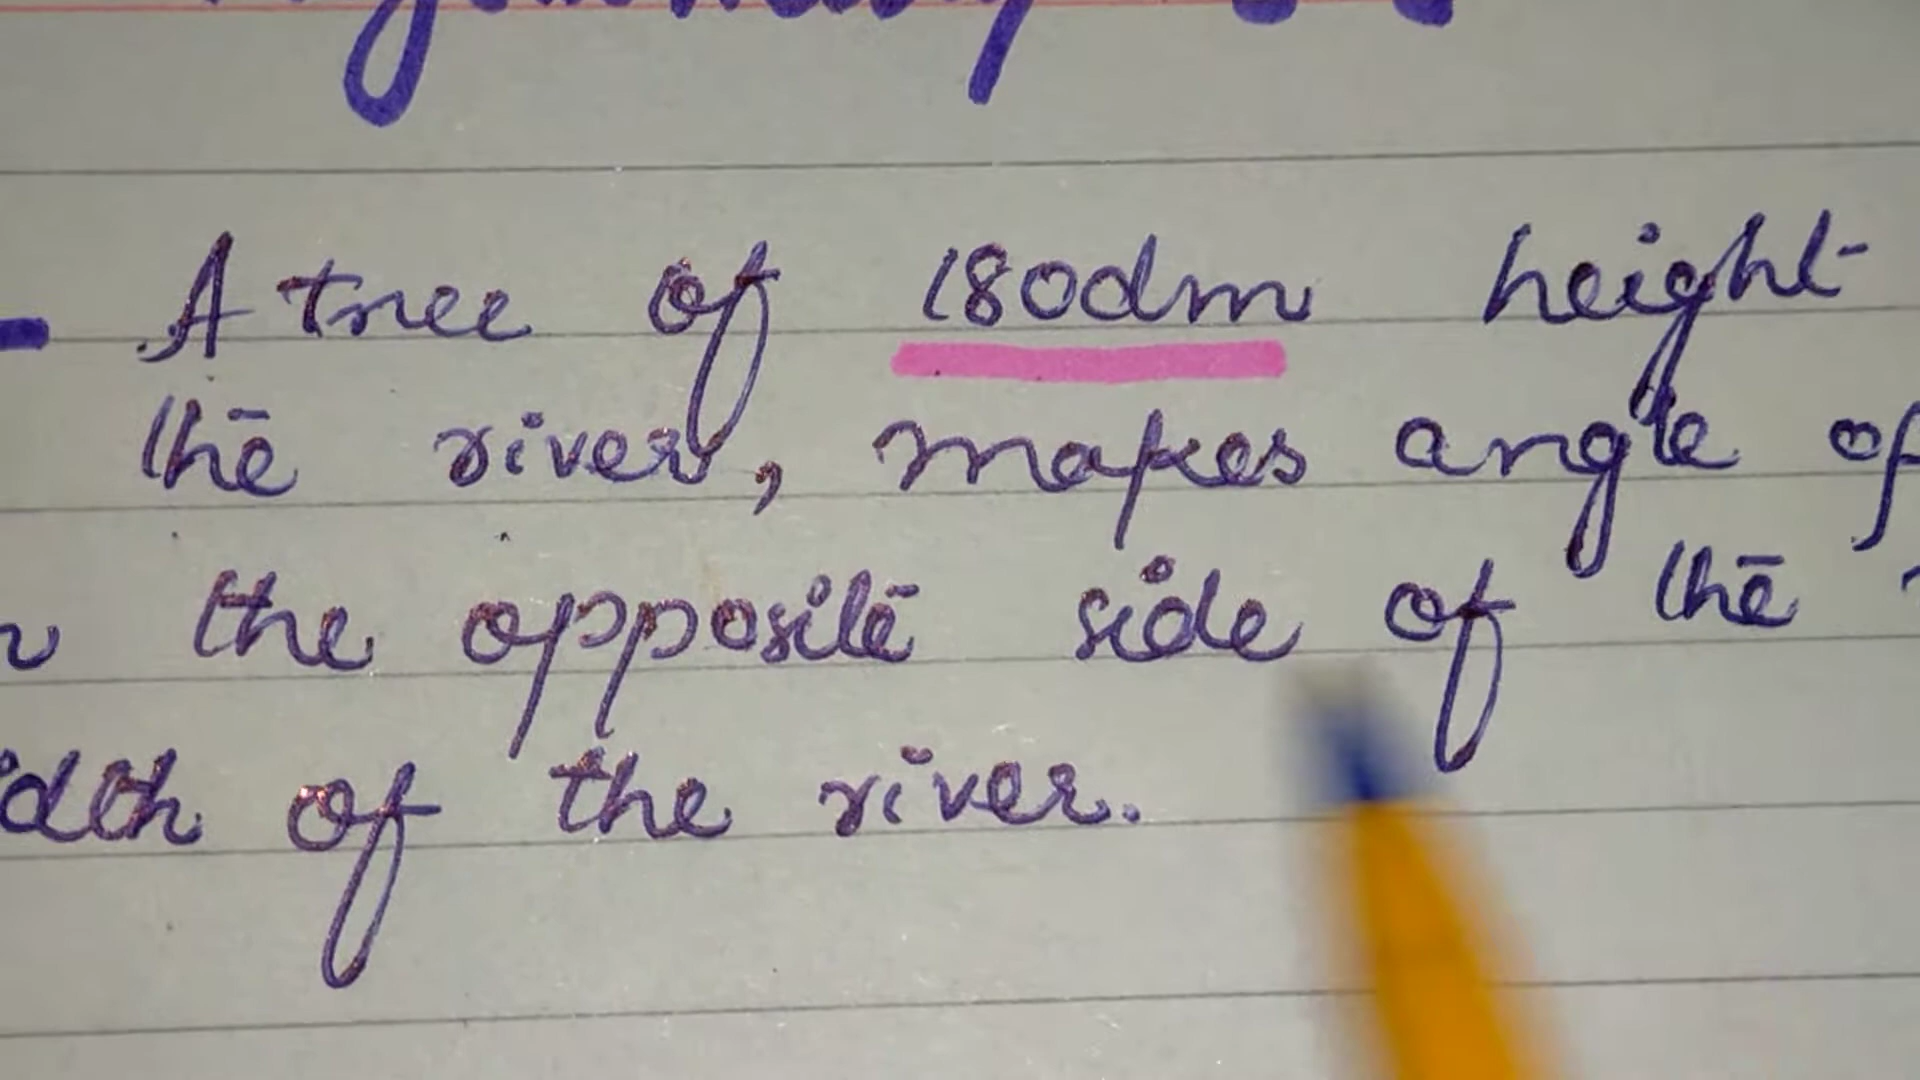 A tree of 180dm height
the river, makes angle of
the opposite side of the
of the river.